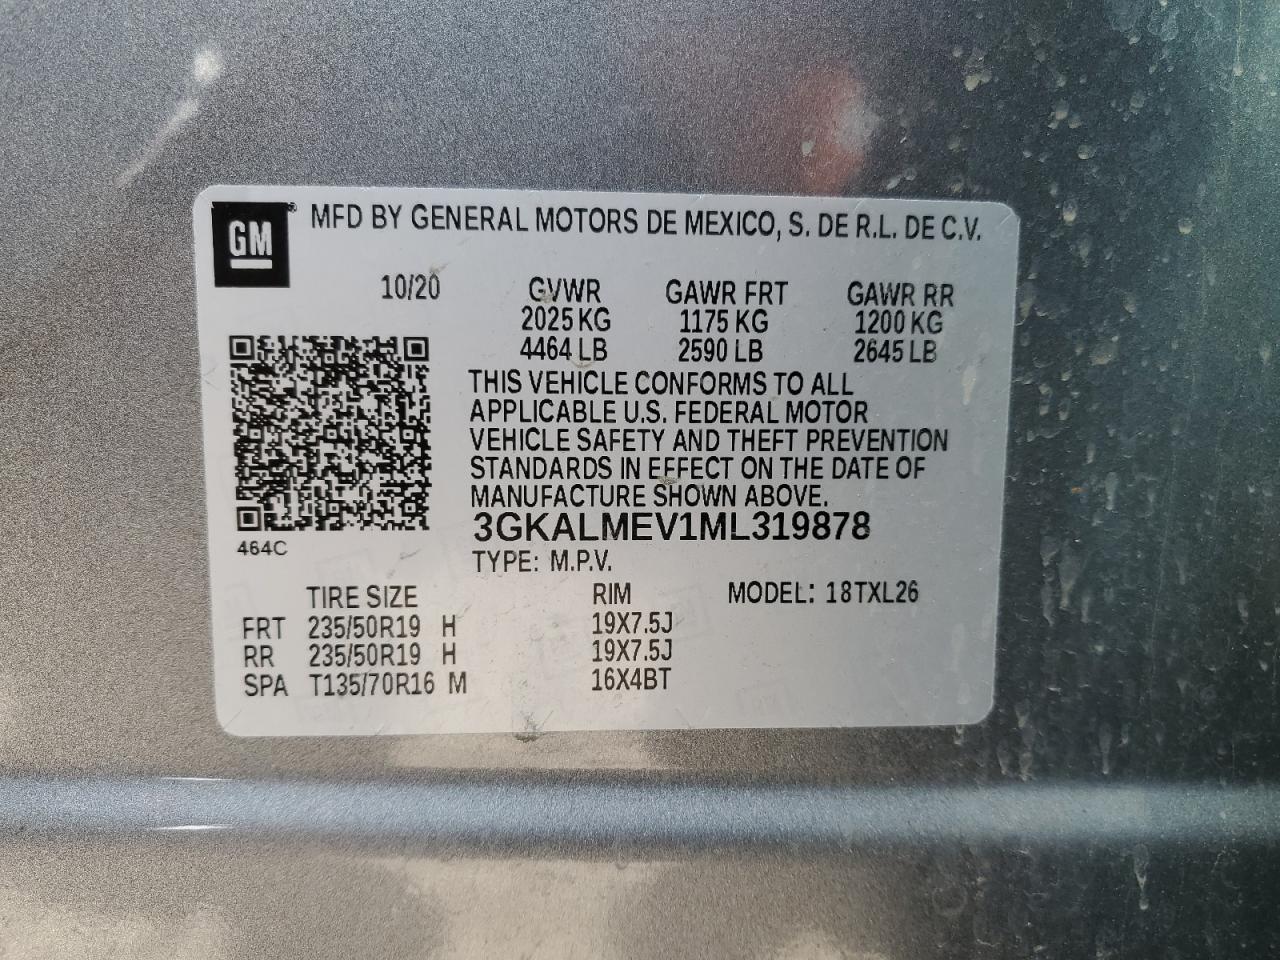 GM® MFD BY GENERAL MOTORS DE MEXICO, S. DE R.L. DE C.V.
10/20 GVWR GAWR FRT GAWR RR
2025 KG 1175 KG 1200 KG
4464 LB 2590 LB 2645 LB
THIS VEHICLE CONFORMS TO ALL
APPLICABLE U.S. FEDERAL MOTOR
VEHICLE SAFETY AND THEFT PREVENTION
STANDARDS IN EFFECT ON THE DATE OF
MANUFACTURE SHOWN ABOVE.
3GKALMEV1ML319878
464C
TYPE: M.P.V.
TIRE SIZE RIM MODEL: 18TXL26
FRT 235/50R19 H 19X7.5J
RR 235/50R19 H 19X7.5J
SPA T135/70R16 M 16X4BT